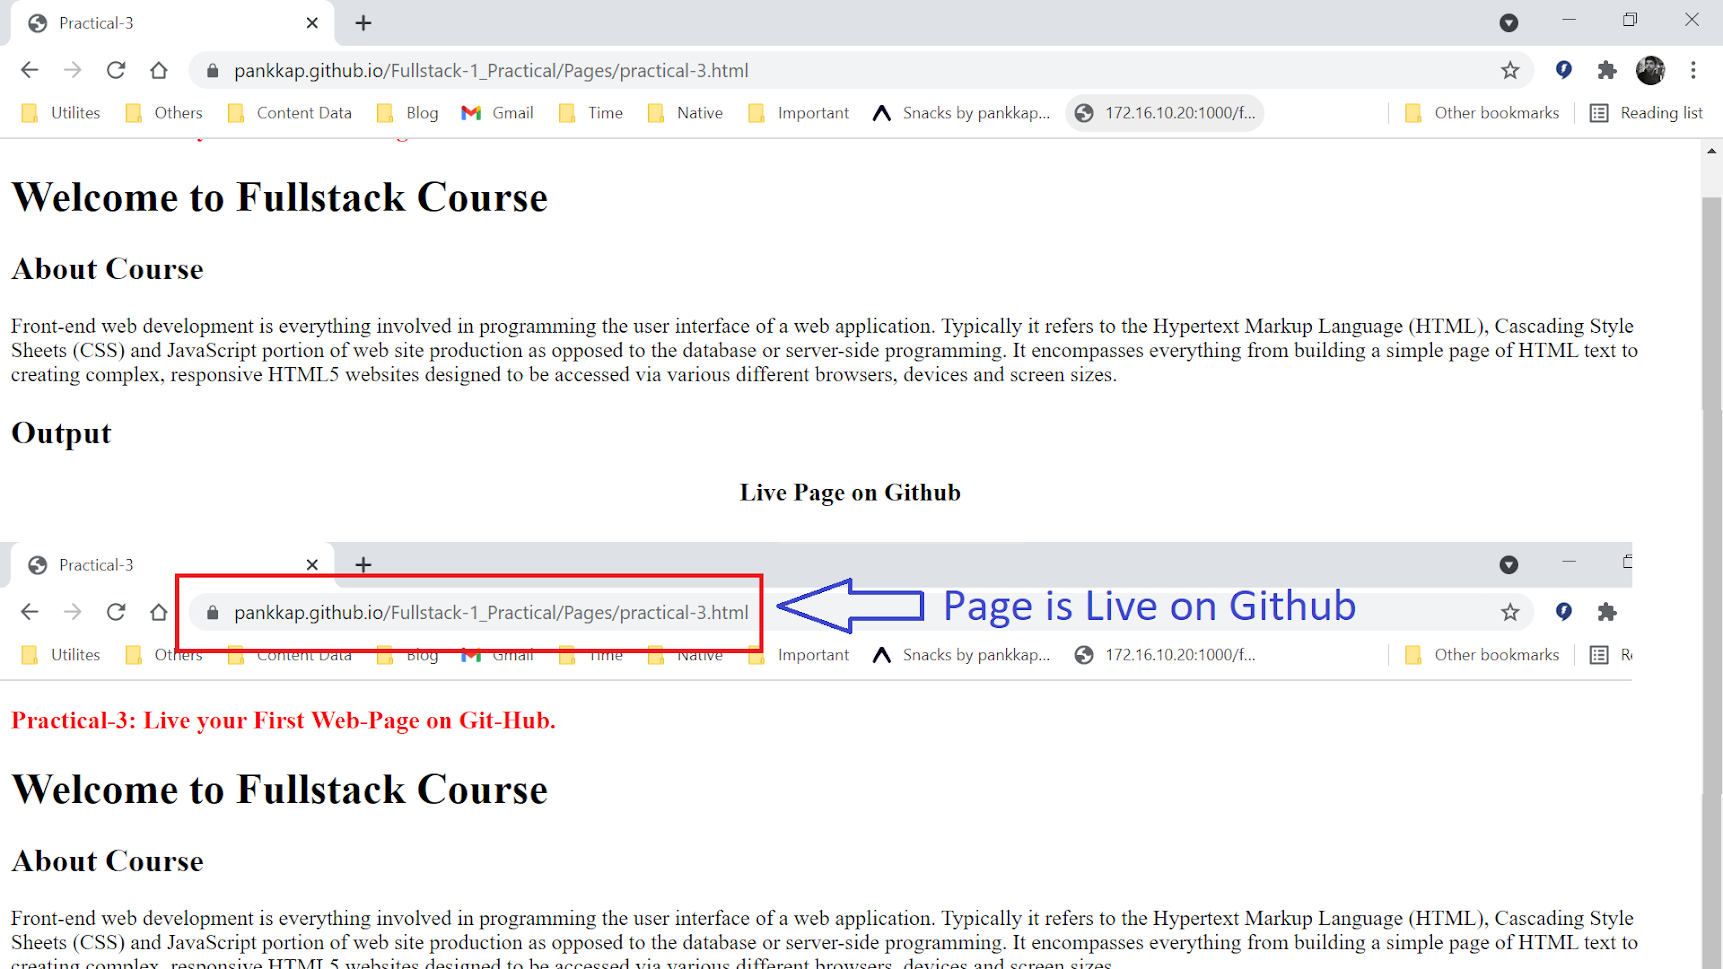 Practical-3
pankkap.github.io/Fullstack-1_Practical/Pages/practical-3.html
Utilites Others Content Data Blog Gmail Time Native Important Snacks by pankkap... 172.16.10.20:1000/f... Other bookmarks Reading list
Welcome to Fullstack Course
About Course
Front-end web development is everything involved in programming the user interface of a web application. Typically it refers to the Hypertext Markup Language (HTML), Cascading Style
Sheets (CSS) and JavaScript portion of web site production as opposed to the database or server-side programming. It encompasses everything from building a simple page of HTML text to
creating complex, responsive HTML5 websites designed to be accessed via various different browsers, devices and screen sizes.
Output
Live Page on Github
Practical-3
pankkap.github.io/Fullstack-1_Practical/Pages/practical-3.html Page is Live on Github
Utilites Others Content Data Blog Gmail Time Native Important Snacks by pankkap... 172.16.10.20:1000/f... Other bookmarks
Practical-3: Live your First Web-Page on Git-Hub.
Welcome to Fullstack Course
About Course
Front-end web development is everything involved in programming the user interface of a web application. Typically it refers to the Hypertext Markup Language (HTML), Cascading Style
Sheets (CSS) and JavaScript portion of web site production as opposed to the database or server-side programming. It encompasses everything from building a simple page of HTML text to
creating complex, responsive HTML5 websites designed to be accessed via various different browsers, devices and screen sizes.